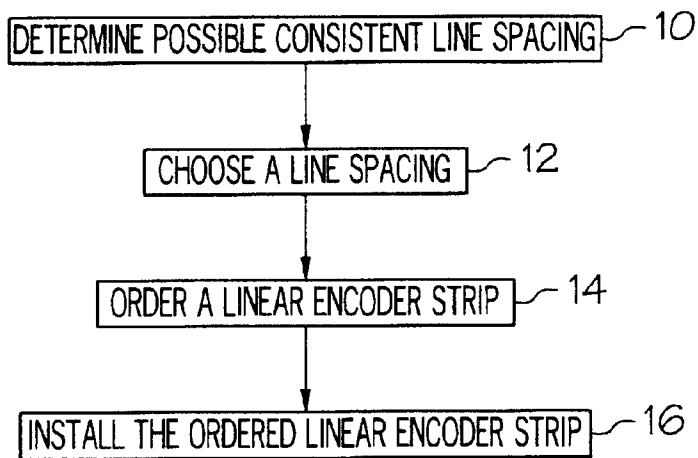 DETERMINE POSSIBLE CONSISTENT LINE SPACING 10
CHOOSE A LINE SPACING 12
ORDER A LINEAR ENCODER STRIP 14
INSTALL THE ORDERED LINEAR ENCODER STRIP 16